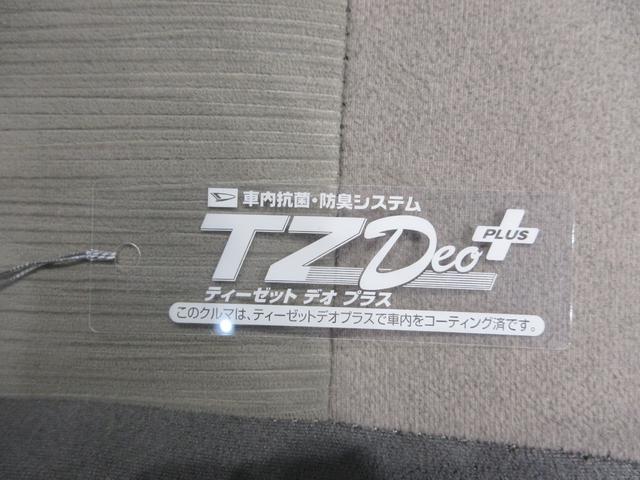 車内抗菌・防臭システム
TZ Deo PLUS
ティーゼット デオ プラス
このクルマは、ティーゼットデオプラスで車内をコーティング済です。